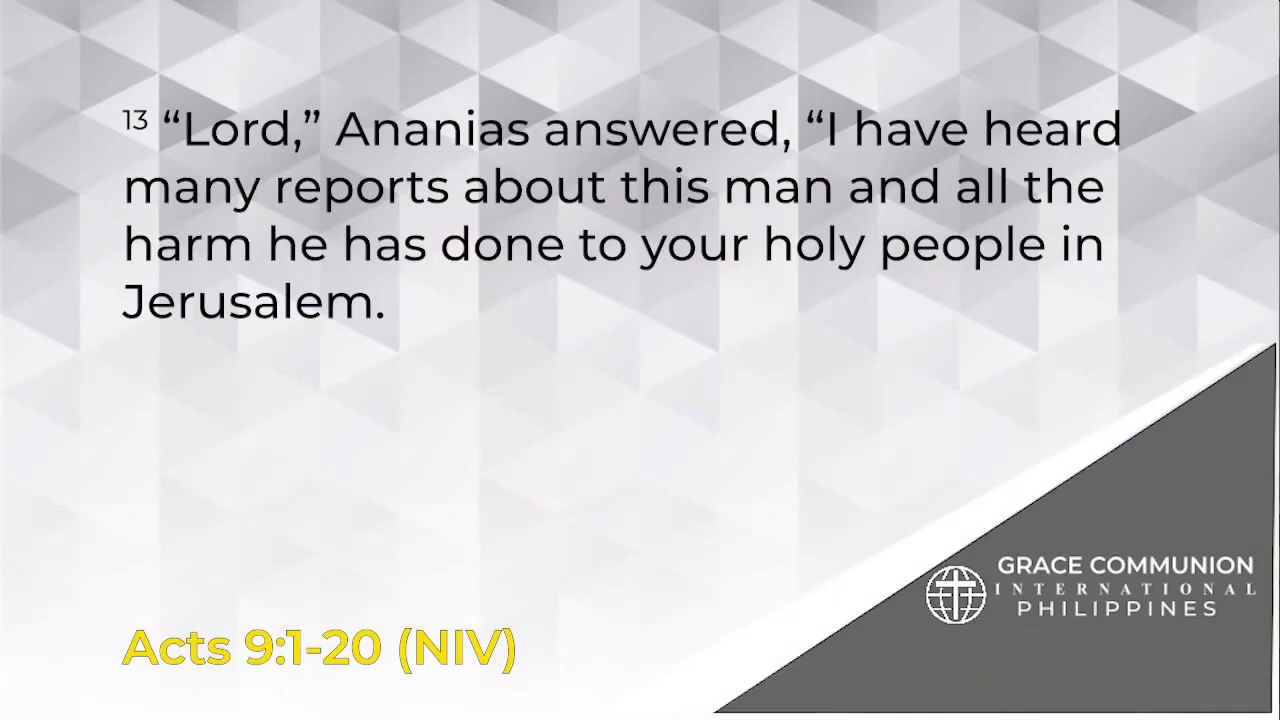 13 “Lord,” Ananias answered, “I have heard
many reports about this man and all the
harm he has done to your holy people in
Jerusalem.
Acts 9:1-20 (NIV)
GRACE COMMUNION
INTERNATIONAL
PHILIPPINES